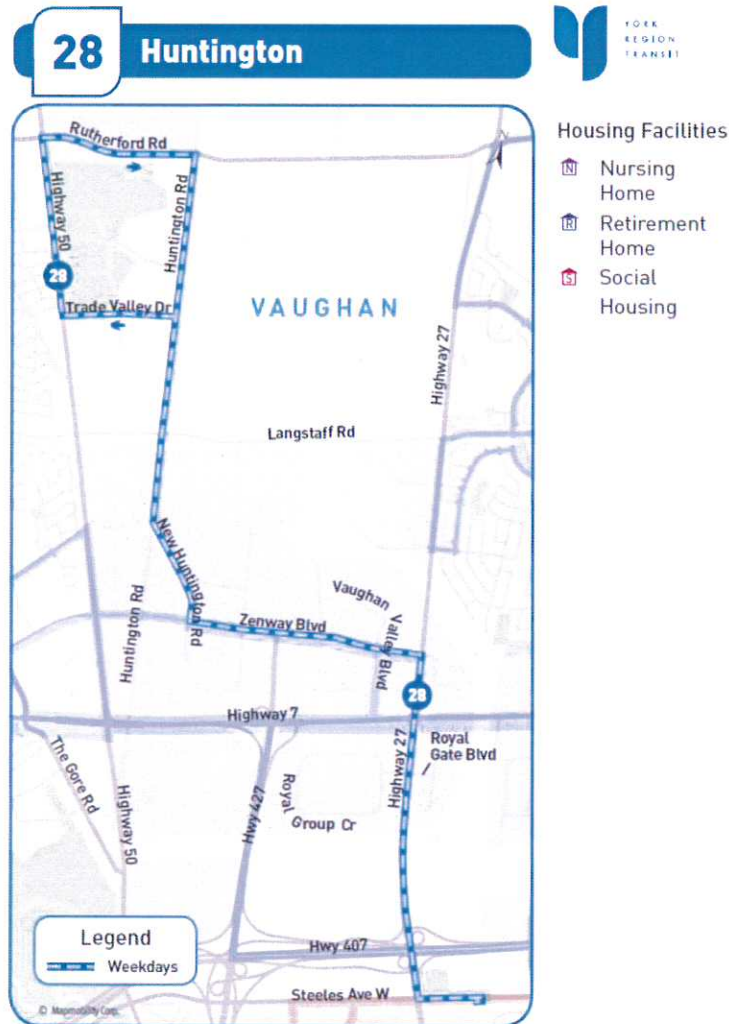 28 Huntington
YORK
REGION
TRANSIT
Housing Facilities
N Nursing
Home
R Retirement
Home
S Social
Housing
N
Rutherford Rd
Highway 50
Huntington Rd
28
Trade Valley Dr
VAUGHAN
Highway 27
Langstaff Rd
New Huntington Rd
Huntington Rd
Vaughan Valley Blvd
Zenway Blvd
28
Highway 7
Highway 27
Royal
Gate Blvd
The Gore Rd
Highway 50
Hwy 427
Royal Group Cr
Hwy 407
Steeles Ave W
Legend
Weekdays
© Mapmobility Corp.